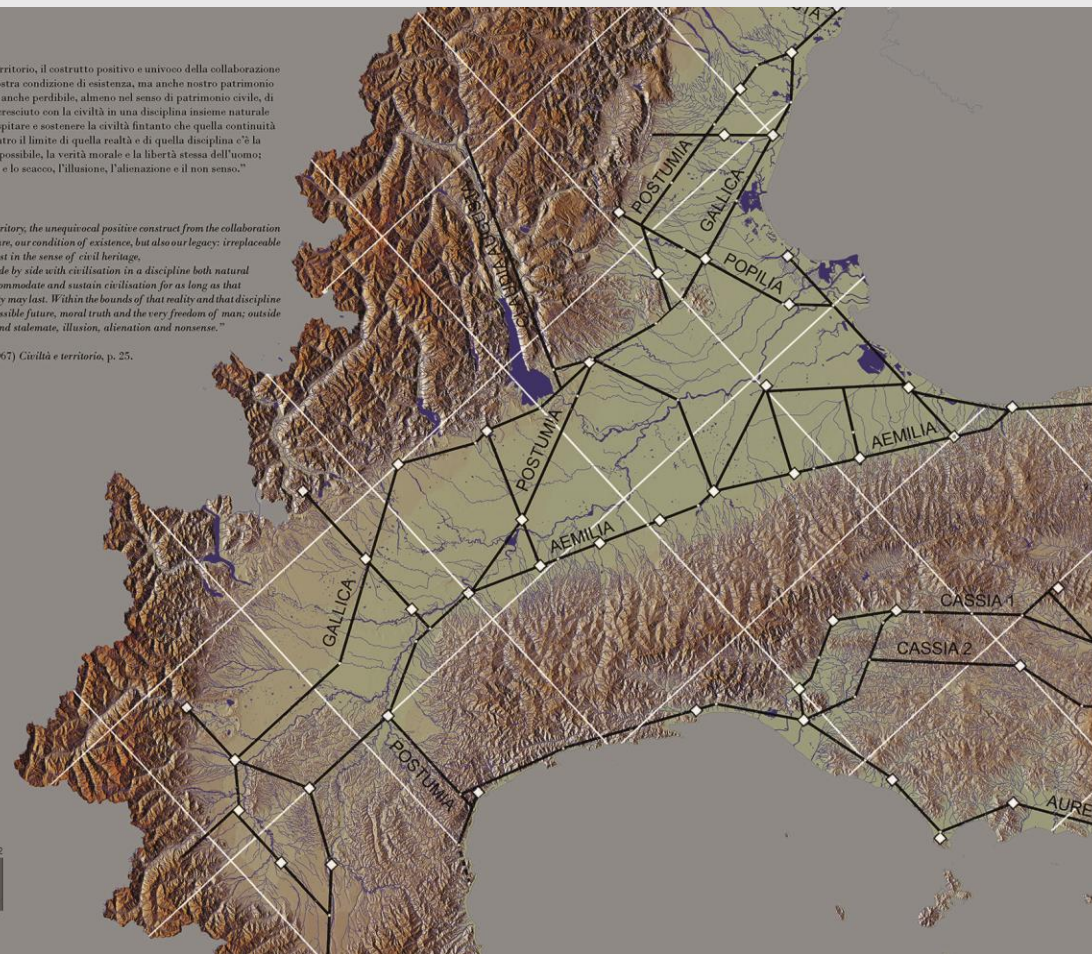 rritorio, il costrutto positivo e univoco della collaborazione
stra condizione di esistenza, ma anche nostro patrimonio
anche perdibile, almeno nel senso di patrimonio civile, di
cresciuto con la civiltà in una disciplina insieme naturale
spitare e sostenere la civiltà fintanto che quella continuità
ntro il limite di quella realtà e di quella disciplina c'è la
possibile, la verità morale e la libertà stessa dell'uomo;
e lo scacco, l'illusione, l'alienazione e il non senso."
ritory, the unequivocal positive construct from the collaboration
re, our condition of existence, but also our legacy: irreplaceable
st in the sense of civil heritage,
de by side with civilisation in a discipline both natural
ommodate and sustain civilisation for as long as that
y may last. Within the bounds of that reality and that discipline
ssible future, moral truth and the very freedom of man; outside
nd stalemate, illusion, alienation and nonsense."
67) Civiltà e territorio, p. 25.
POSTUMIA
GALLICA
CLAUDIA AUGUSTA
POPILIA
POSTUMIA
AEMILIA
AEMILIA
GALLICA
CASSIA 1
CASSIA 2
POSTUMIA
AURE